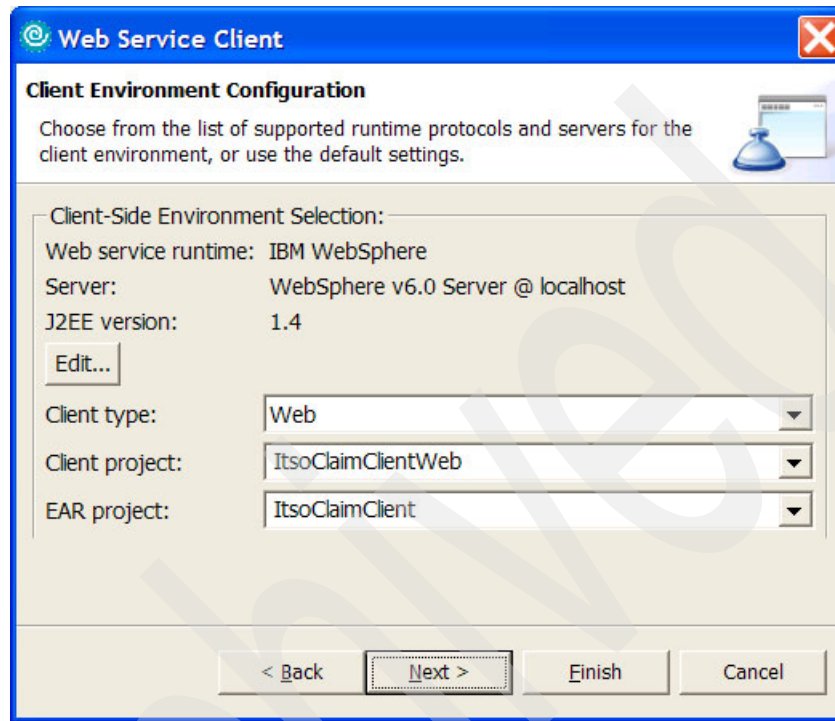 Web Service Client
Client Environment Configuration
Choose from the list of supported runtime protocols and servers for the
client environment, or use the default settings.
Client-Side Environment Selection:
Web service runtime: IBM WebSphere
Server: WebSphere v6.0 Server @ localhost
J2EE version: 1.4
Edit...
Client type: Web
Client project: ItsoClaimClientWeb
EAR project: ItsoClaimClient
< Back Next > Finish Cancel